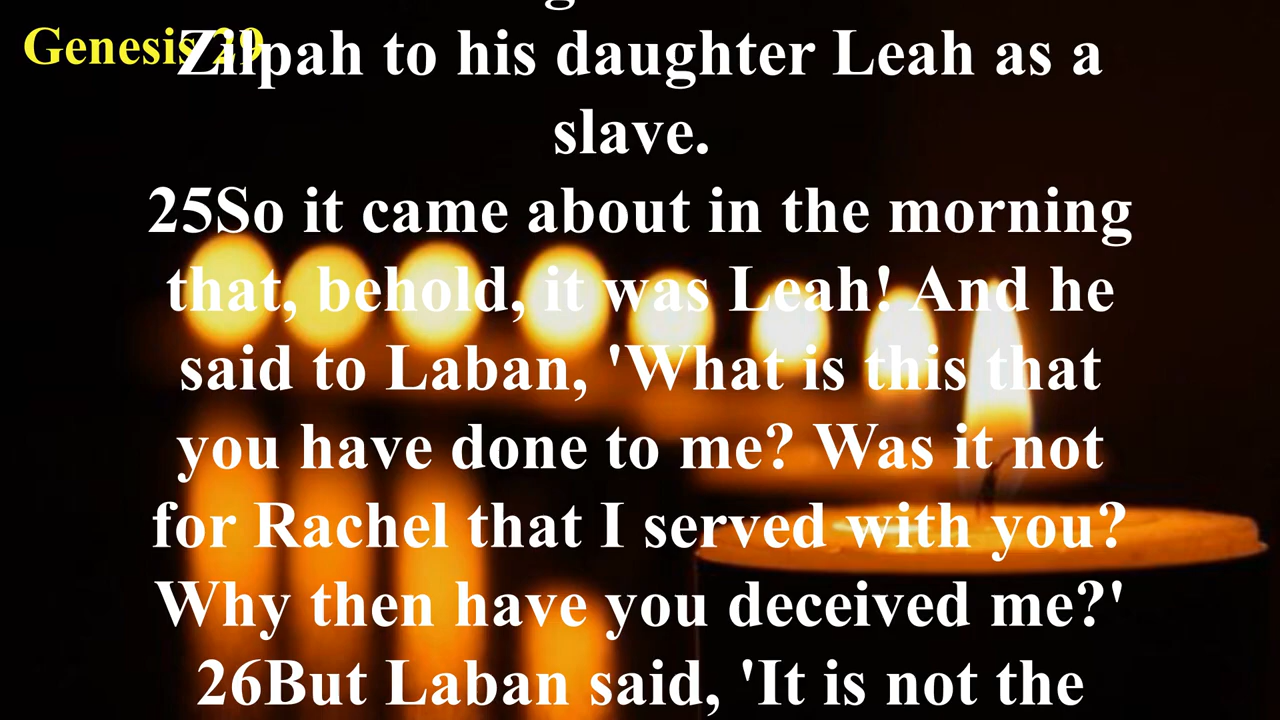 Genesis 29
Zilpah to his daughter Leah as a
slave.
25So it came about in the morning
that, behold, it was Leah! And he
said to Laban, 'What is this that
you have done to me? Was it not
for Rachel that I served with you?
Why then have you deceived me?'
26But Laban said, 'It is not the